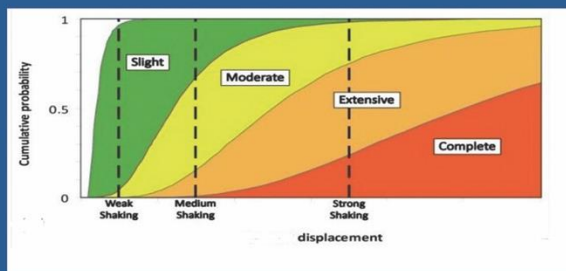 1
Slight
Moderate
Cumulative probability
0.5
Extensive
Complete
0
Weak
Shaking
Medium
Shaking
Strong
Shaking
displacement